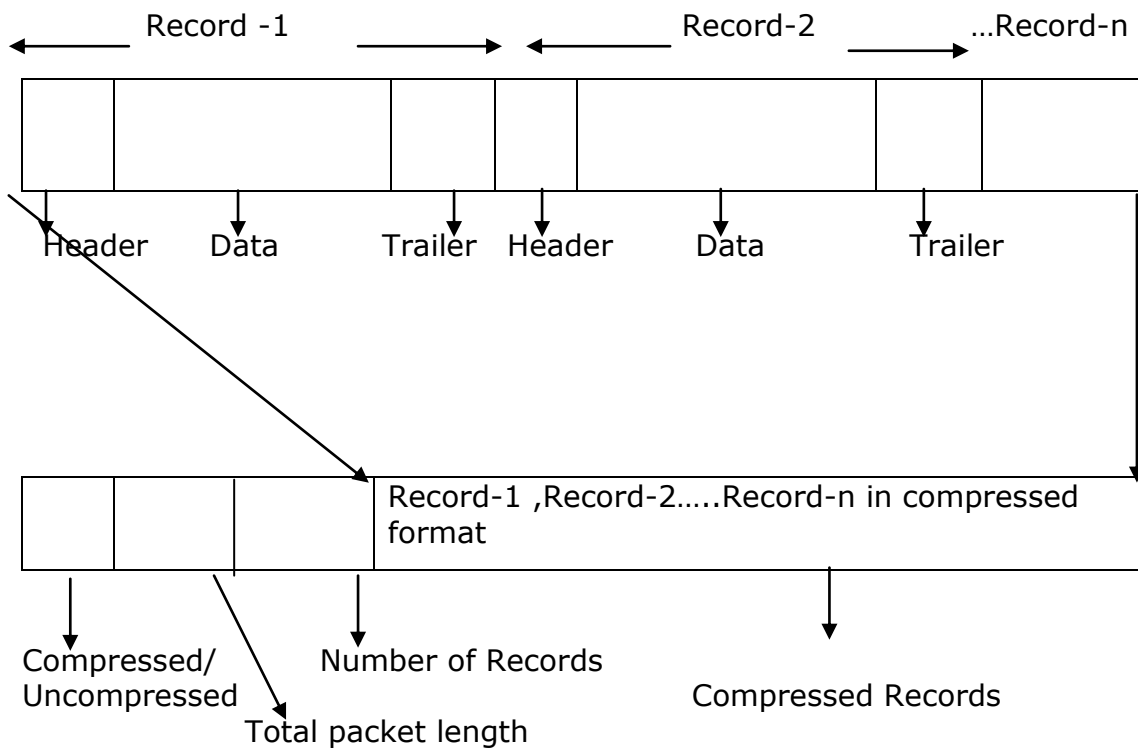 Record -1
Record-2
...Record-n
Header
Data
Trailer
Header
Data
Trailer
Record-1 ,Record-2…..Record-n in compressed
format
Compressed/
Uncompressed
Number of Records
Compressed Records
Total packet length